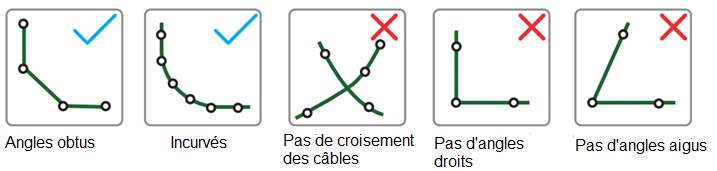 Angles obtus
Incurvés
Pas de croisement
des câbles
Pas d'angles
droits
Pas d'angles aigus